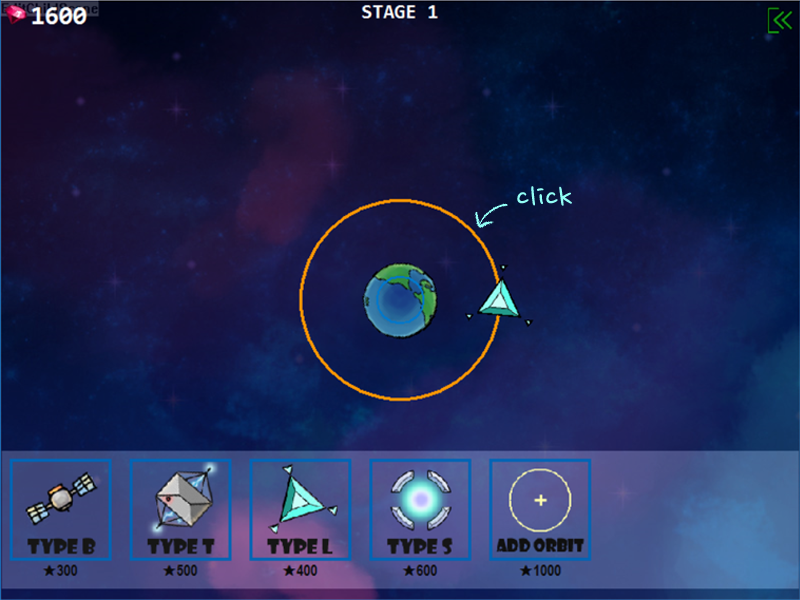 1600
STAGE 1
click
TYPE B
TYPE T
TYPE L
TYPE S
ADD ORBIT
★300
★500
★400
★600
★1000